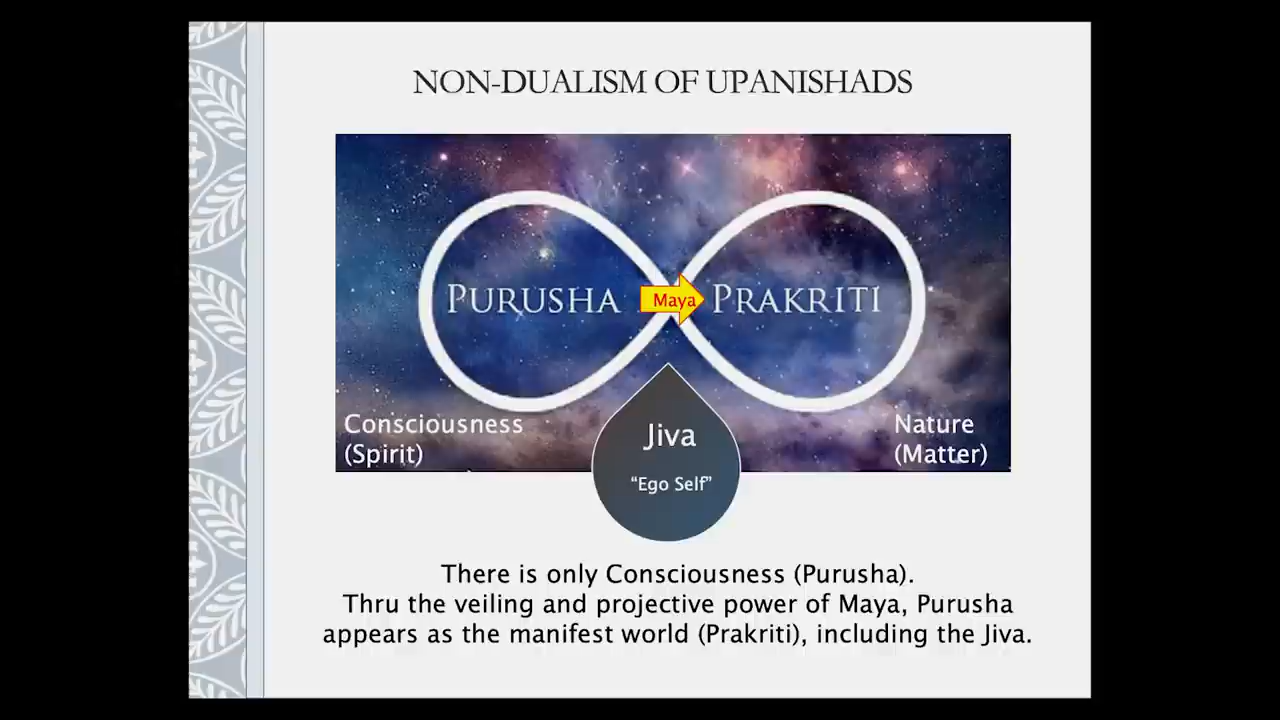 NON-DUALISM OF UPANISHADS
PURUSHA
Maya
PRAKRITI
Consciousness
(Spirit)
Nature
(Matter)
Jiva
“Ego Self”
There is only Consciousness (Purusha).
Thru the veiling and projective power of Maya, Purusha
appears as the manifest world (Prakriti), including the Jiva.